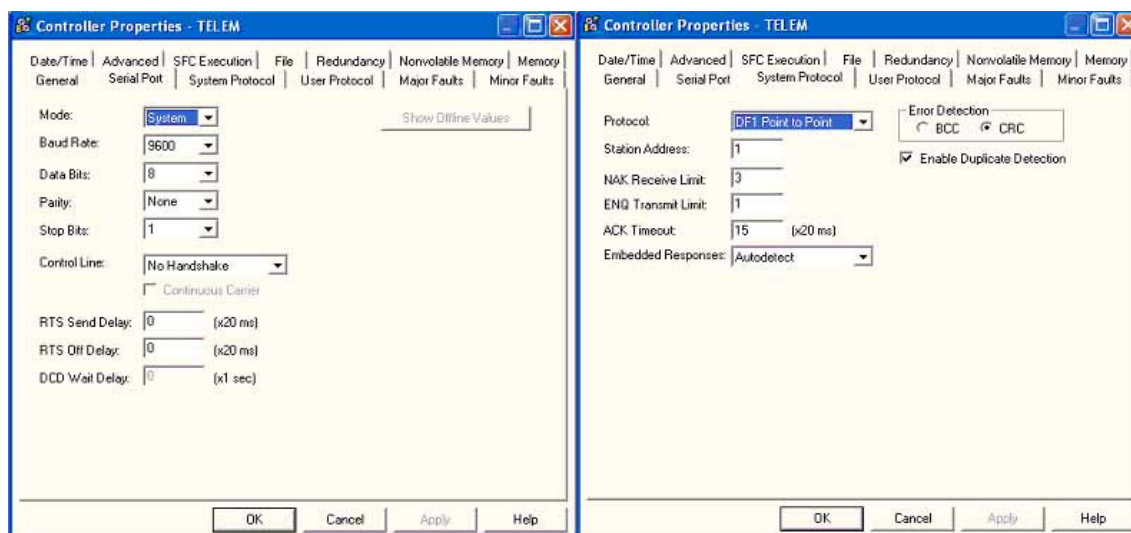 Controller Properties - TELEM
Date/Time Advanced SFC Execution File Redundancy Nonvolatile Memory Memory
General Serial Port System Protocol User Protocol Major Faults Minor Faults
Mode: System Show Offline Values
Baud Rate: 9600
Data Bits: 8
Parity: None
Stop Bits: 1
Control Line: No Handshake
Continuous Carrier
RTS Send Delay: 0 (x20 ms)
RTS Off Delay: 0 (x20 ms)
DCD Wait Delay: 0 (x1 sec)
OK Cancel Apply Help
Controller Properties - TELEM
Date/Time Advanced SFC Execution File Redundancy Nonvolatile Memory Memory
General Serial Port System Protocol User Protocol Major Faults Minor Faults
Protocol: DF1 Point to Point
Station Address: 1
NAK Receive Limit: 3
ENQ Transmit Limit: 1
ACK Timeout: 15 (x20 ms)
Embedded Responses: Autodetect
Error Detection
BCC CRC
Enable Duplicate Detection
OK Cancel Apply Help